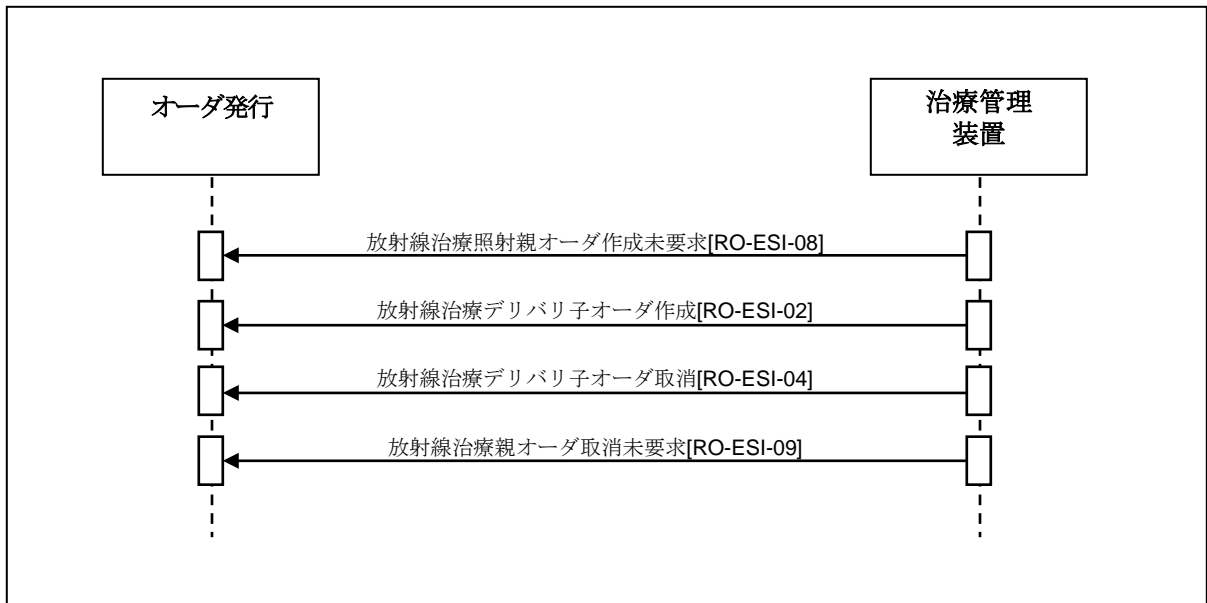 オーダ発行
治療管理
装置
放射線治療照射親オーダ作成未要求[RO-ESI-08]
放射線治療デリバリ子オーダ作成[RO-ESI-02]
放射線治療デリバリ子オーダ取消[RO-ESI-04]
放射線治療親オーダ取消未要求[RO-ESI-09]